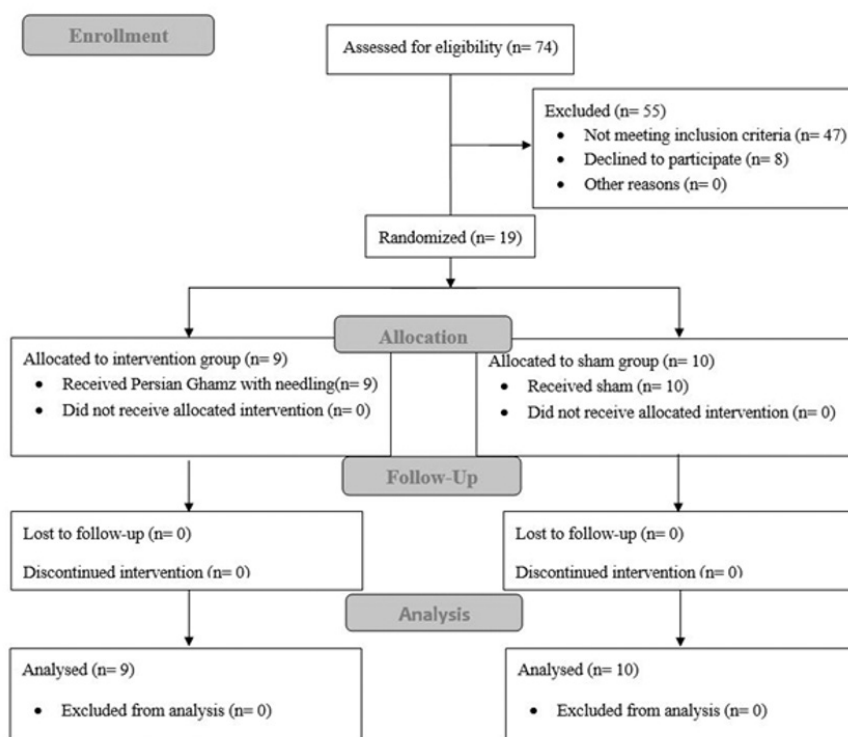 Enrollment
Assessed for eligibility (n= 74)
Excluded (n= 55)
• Not meeting inclusion criteria (n= 47)
• Declined to participate (n= 8)
• Other reasons (n= 0)
Randomized (n= 19)
Allocation
Allocated to intervention group (n= 9)
• Received Persian Ghamz with needling(n= 9)
• Did not receive allocated intervention (n= 0)
Allocated to sham group (n= 10)
• Received sham (n= 10)
• Did not receive allocated intervention (n= 0)
Follow-Up
Lost to follow-up (n= 0)
Discontinued intervention (n= 0)
Lost to follow-up (n= 0)
Discontinued intervention (n= 0)
Analysis
Analysed (n= 9)
• Excluded from analysis (n= 0)
Analysed (n= 10)
• Excluded from analysis (n= 0)